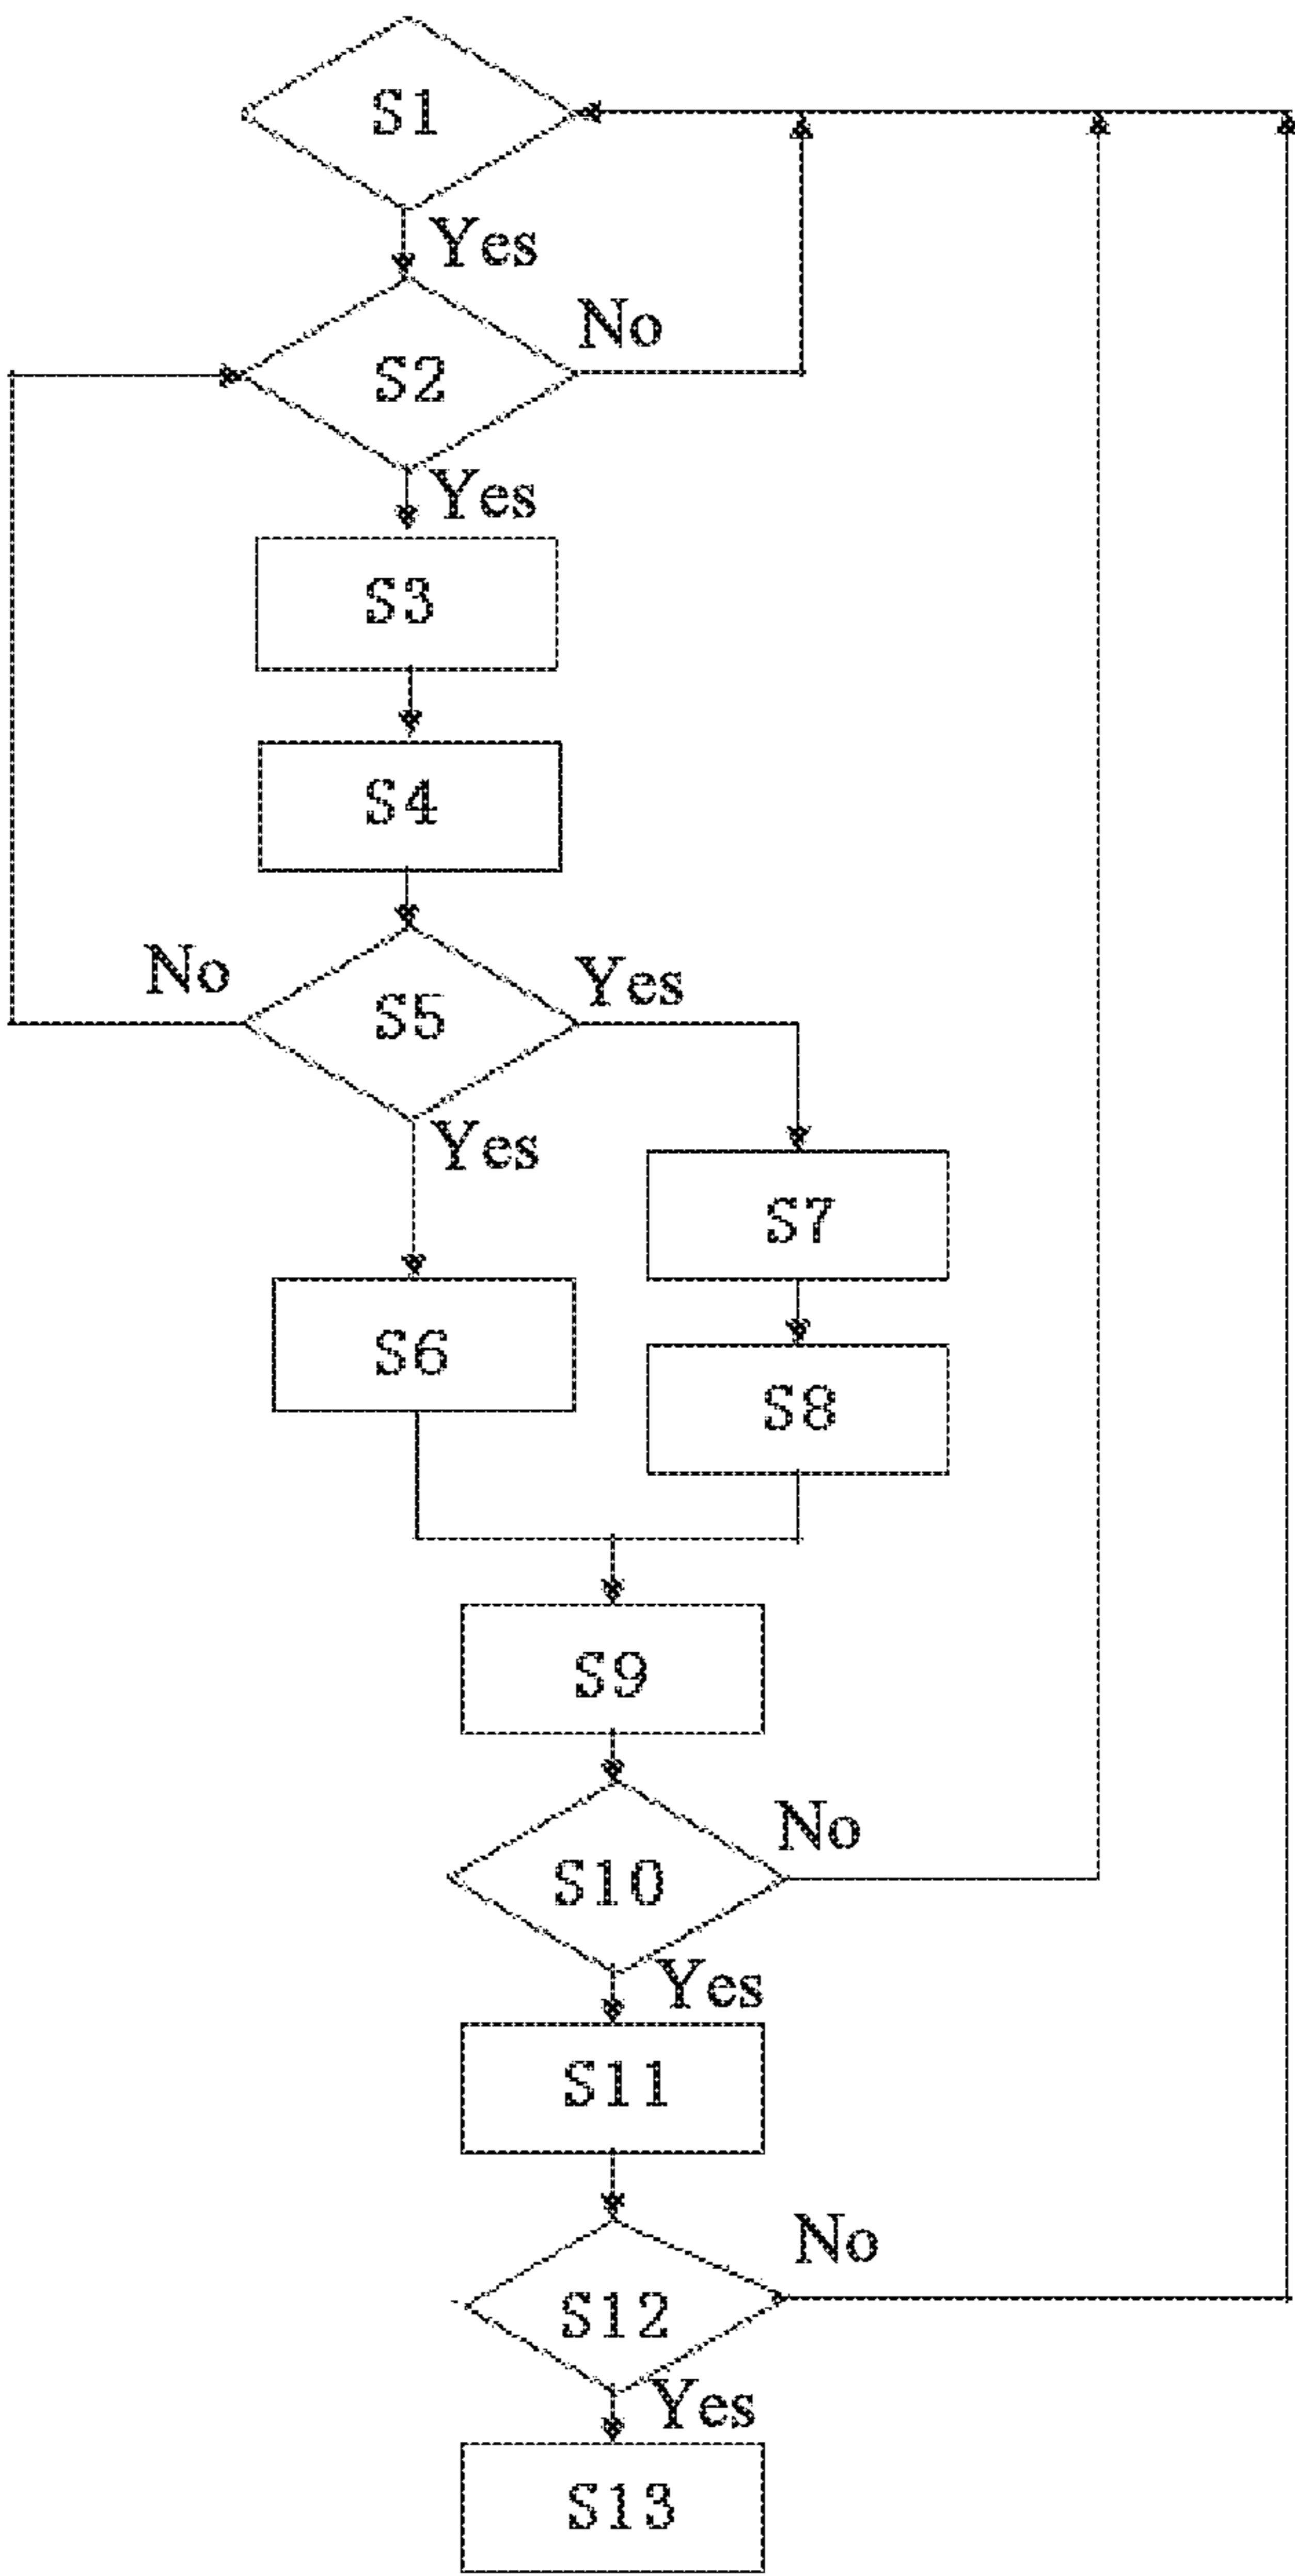 S1
Yes
No
S2
Yes
S3
S4
No
Yes
S5
Yes
S7
S6
S8
S9
No
S10
Yes
S11
No
S12
Yes
S13